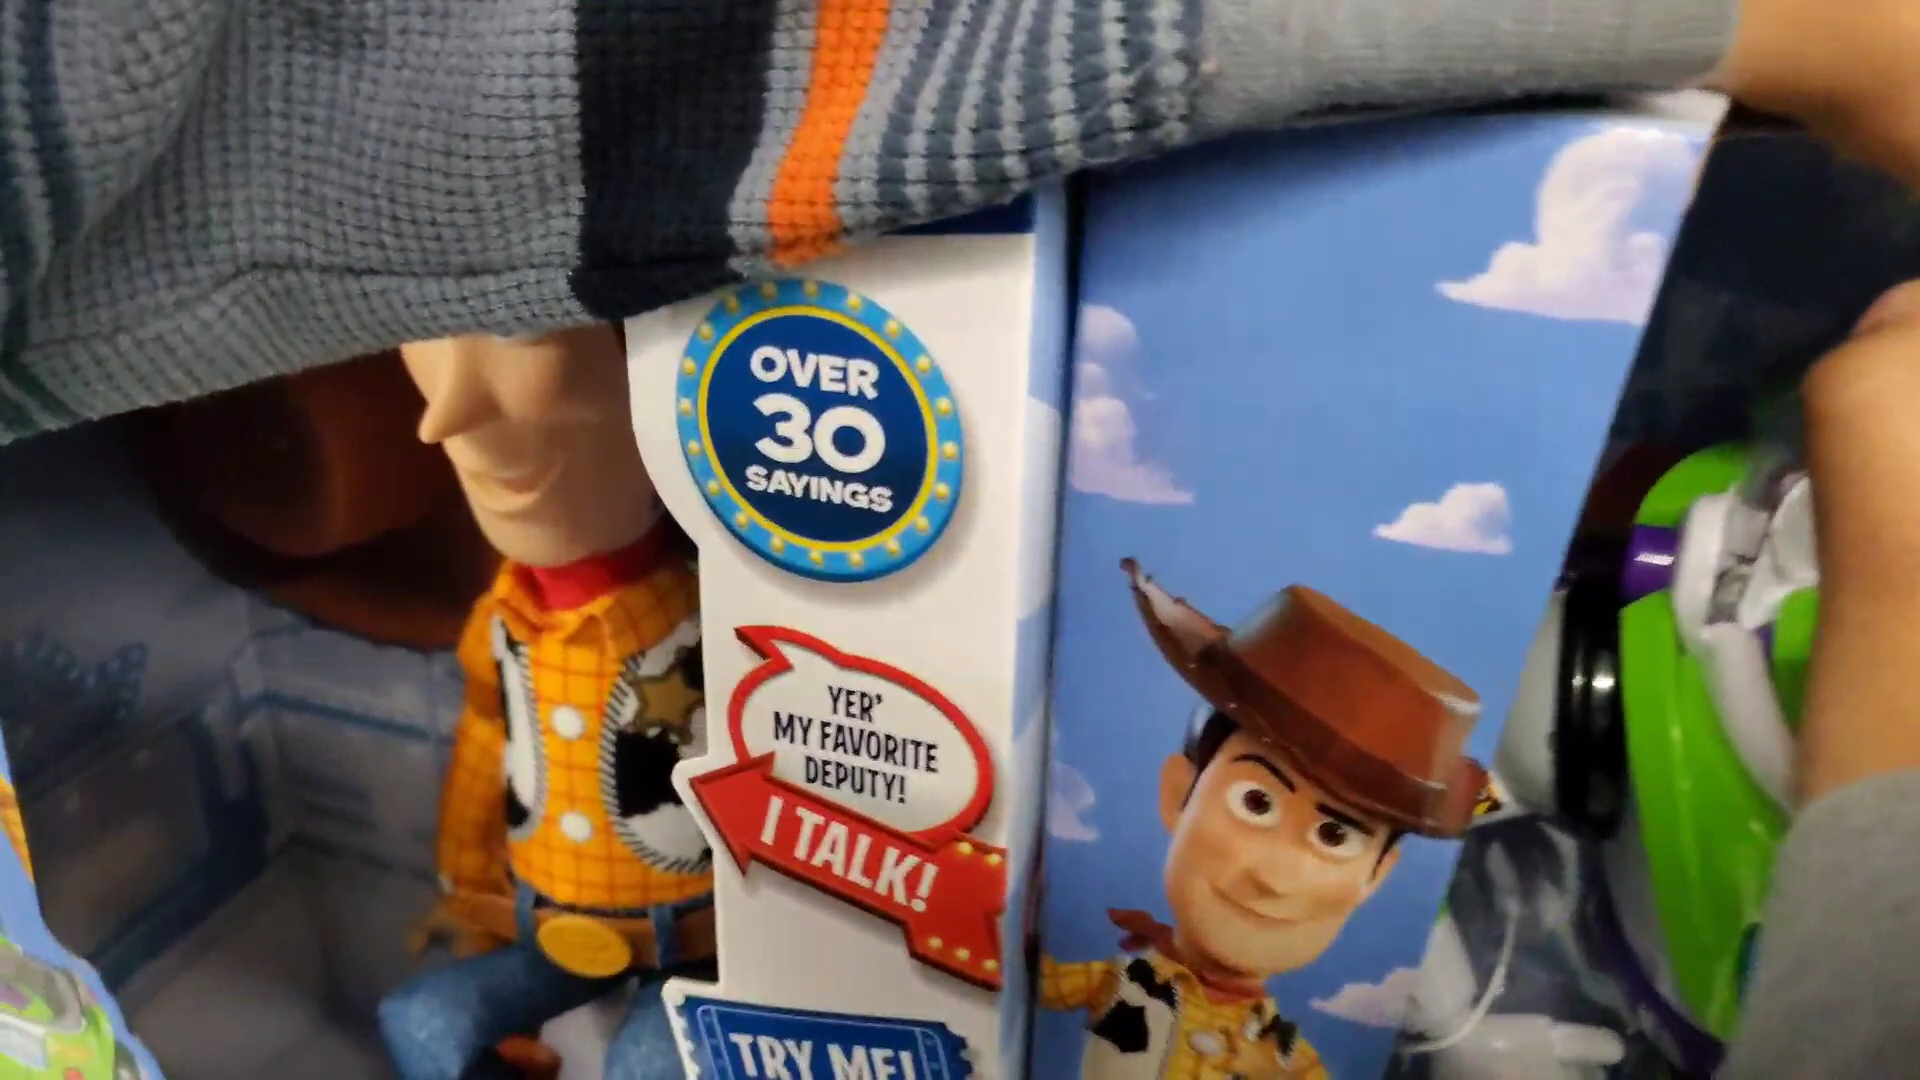 OVER
30
SAYINGS
YER'
MY FAVORITE
DEPUTY!
I TALK!
TRY ME!